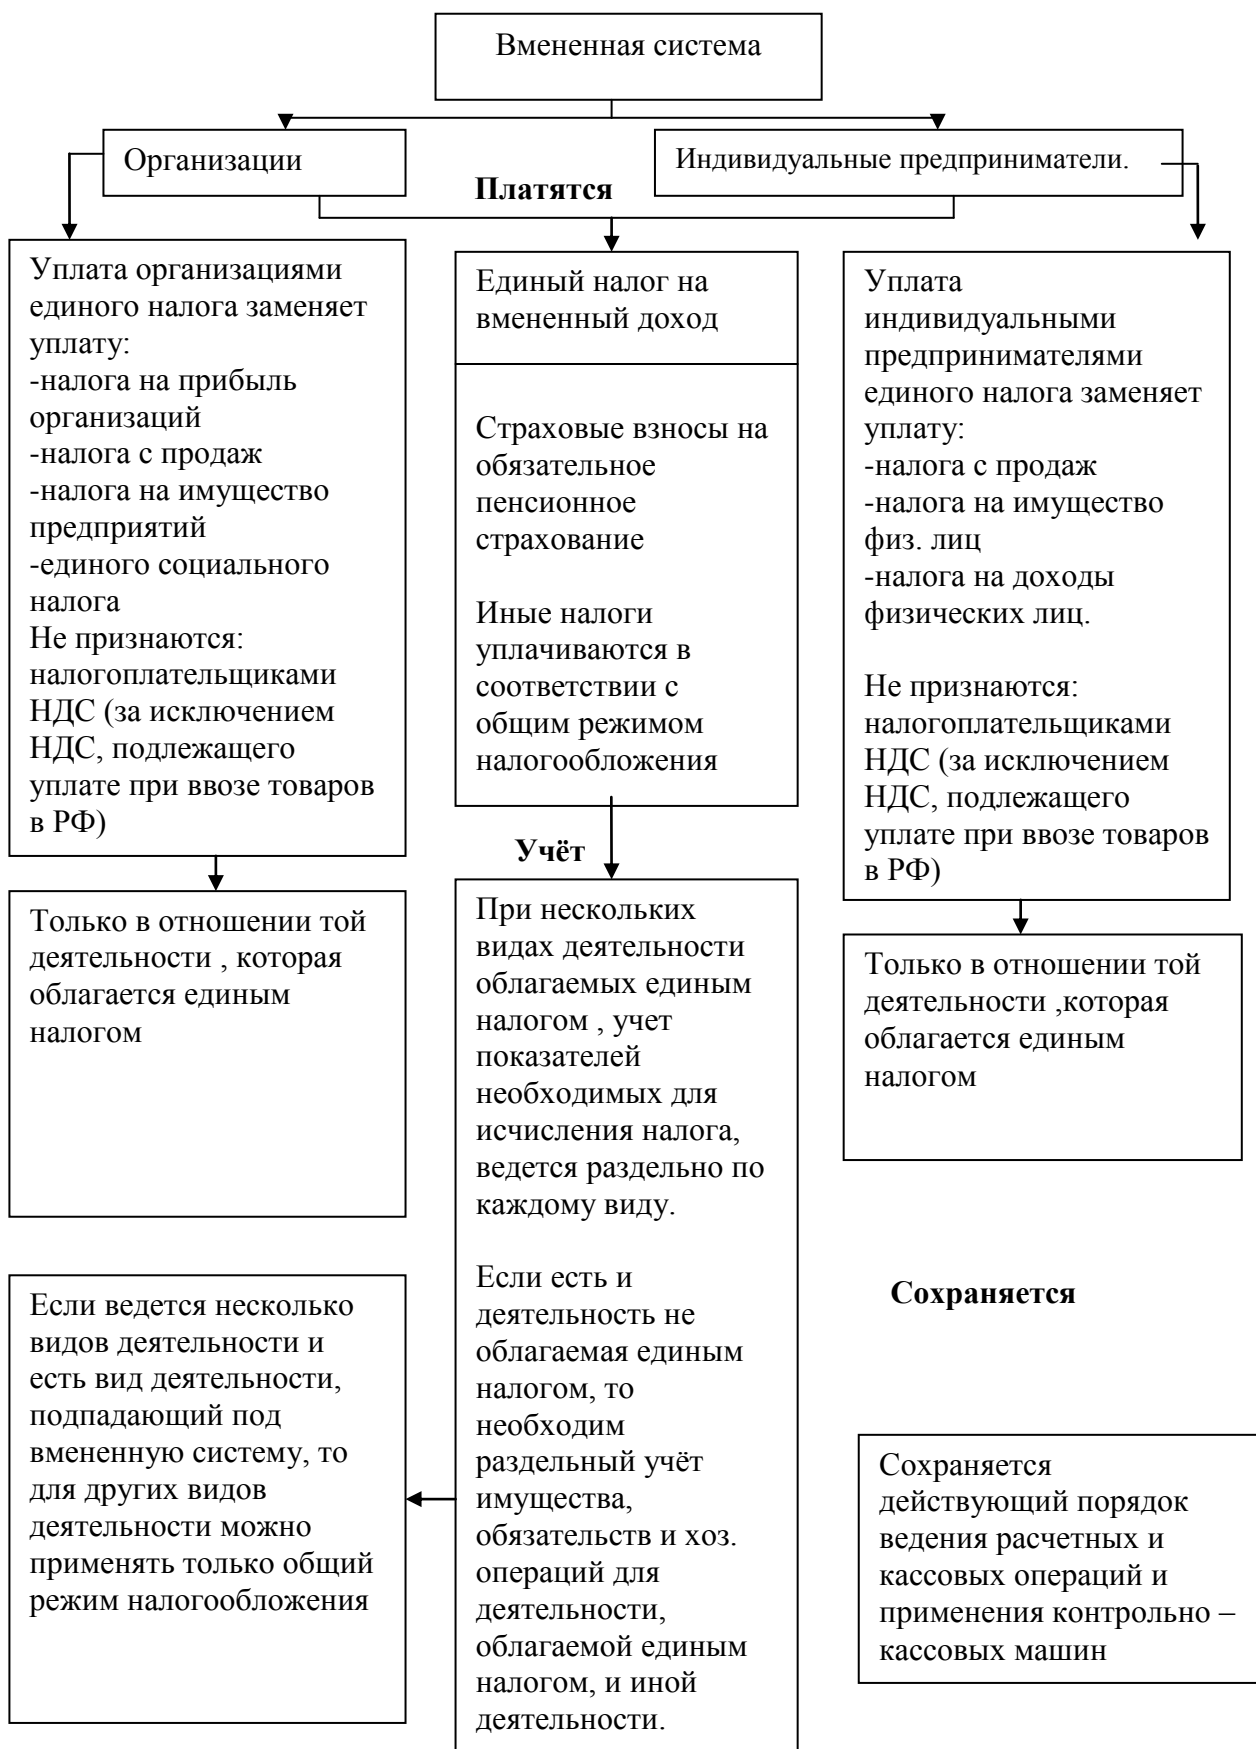 Вмененная система
Организации
Индивидуальные предприниматели.
Платятся
Уплата организациями
единого налога заменяет
уплату:
-налога на прибыль
организаций
-налога с продаж
-налога на имущество
предприятий
-единого социального
налога
Не признаются:
налогоплательщиками
НДС (за исключением
НДС, подлежащего
уплате при ввозе товаров
в РФ)
Единый налог на
вмененный доход
Страховые взносы на
обязательное
пенсионное
страхование
Иные налоги
уплачиваются в
соответствии с
общим режимом
налогообложения
Уплата
индивидуальными
предпринимателями
единого налога заменяет
уплату:
-налога с продаж
-налога на имущество
физ. лиц
-налога на доходы
физических лиц.
Не признаются:
налогоплательщиками
НДС (за исключением
НДС, подлежащего
уплате при ввозе товаров
в РФ)
Учёт
Только в отношении той
деятельности , которая
облагается единым
налогом
При нескольких
видах деятельности
облагаемых единым
налогом , учет
показателей
необходимых для
исчисления налога,
ведется раздельно по
каждому виду.
Если есть и
деятельность не
облагаемая единым
налогом, то
необходим
раздельный учёт
имущества,
обязательств и хоз.
операций для
деятельности,
облагаемой единым
налогом, и иной
деятельности.
Только в отношении той
деятельности ,которая
облагается единым
налогом
Если ведется несколько
видов деятельности и
есть вид деятельности,
подпадающий под
вмененную систему, то
для других видов
деятельности можно
применять только общий
режим налогообложения
Сохраняется
Сохраняется
действующий порядок
ведения расчетных и
кассовых операций и
применения контрольно –
кассовых машин